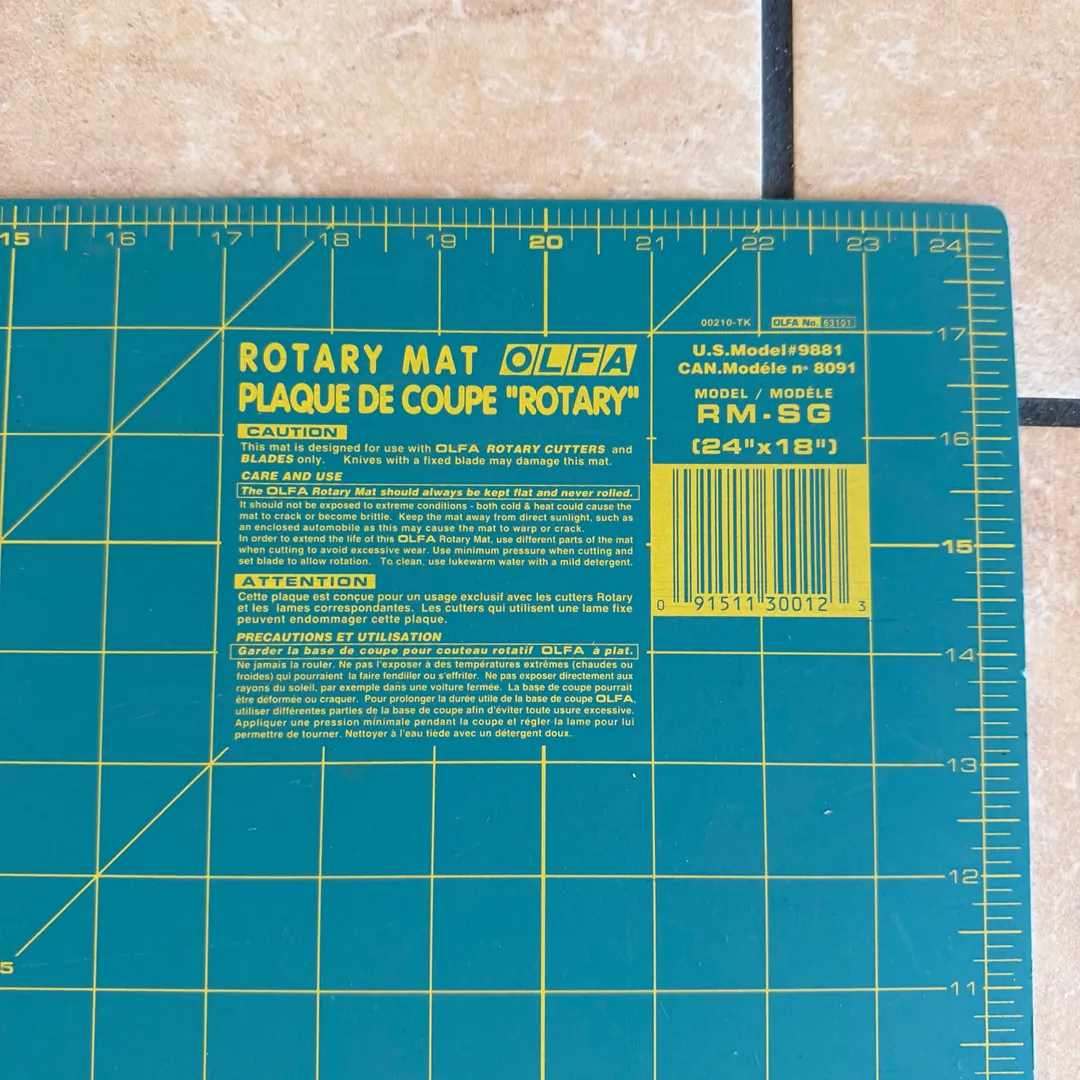 15 16 17 18 19 20 21 22 23 24
00210-TK OLFA No. 63101
17
ROTARY MAT OLFA
PLAQUE DE COUPE "ROTARY"
CAUTION
This mat is designed for use with OLFA ROTARY CUTTERS and
BLADES only. Knives with a fixed blade may damage this mat.
CARE AND USE
The OLFA Rotary Mat should always be kept flat and never rolled.
It should not be exposed to extreme conditions - both cold & heat could cause the
mat to crack or become brittle. Keep the mat away from direct sunlight, such as
an enclosed automobile as this may cause the mat to warp or crack.
In order to extend the life of this OLFA Rotary Mat, use different parts of the mat
when cutting to avoid excessive wear. Use minimum pressure when cutting and
set blade to allow rotation. To clean, use lukewarm water with a mild detergent.
ATTENTION
Cette plaque est conçue pour un usage exclusif avec les cutters Rotary
et les lames correspondantes. Les cutters qui utilisent une lame fixe
peuvent endommager cette plaque.
PRECAUTIONS ET UTILISATION
Garder la base de coupe pour couteau rotatif OLFA à plat.
Ne jamais la rouler. Ne pas l'exposer à des températures extrêmes (chaudes ou
froides) qui pourraient la faire fendiller ou s'effriter. Ne pas exposer directement aux
rayons du soleil, par exemple dans une voiture fermée. La base de coupe pourrait
être déformée ou craquer. Pour prolonger la durée utile de la base de coupe OLFA,
utiliser différentes parties de la base de coupe afin d'éviter toute usure excessive.
Appliquer une pression minimale pendant la coupe et régler la lame pour lui
permettre de tourner. Nettoyer à l'eau tiède avec un détergent doux.
U.S.Model#9881
CAN.Modéle nº 8091
MODEL / MODÉLE
RM-SG
(24"x18")
0 91511 30012 3
16
15
14
13
12
11
5